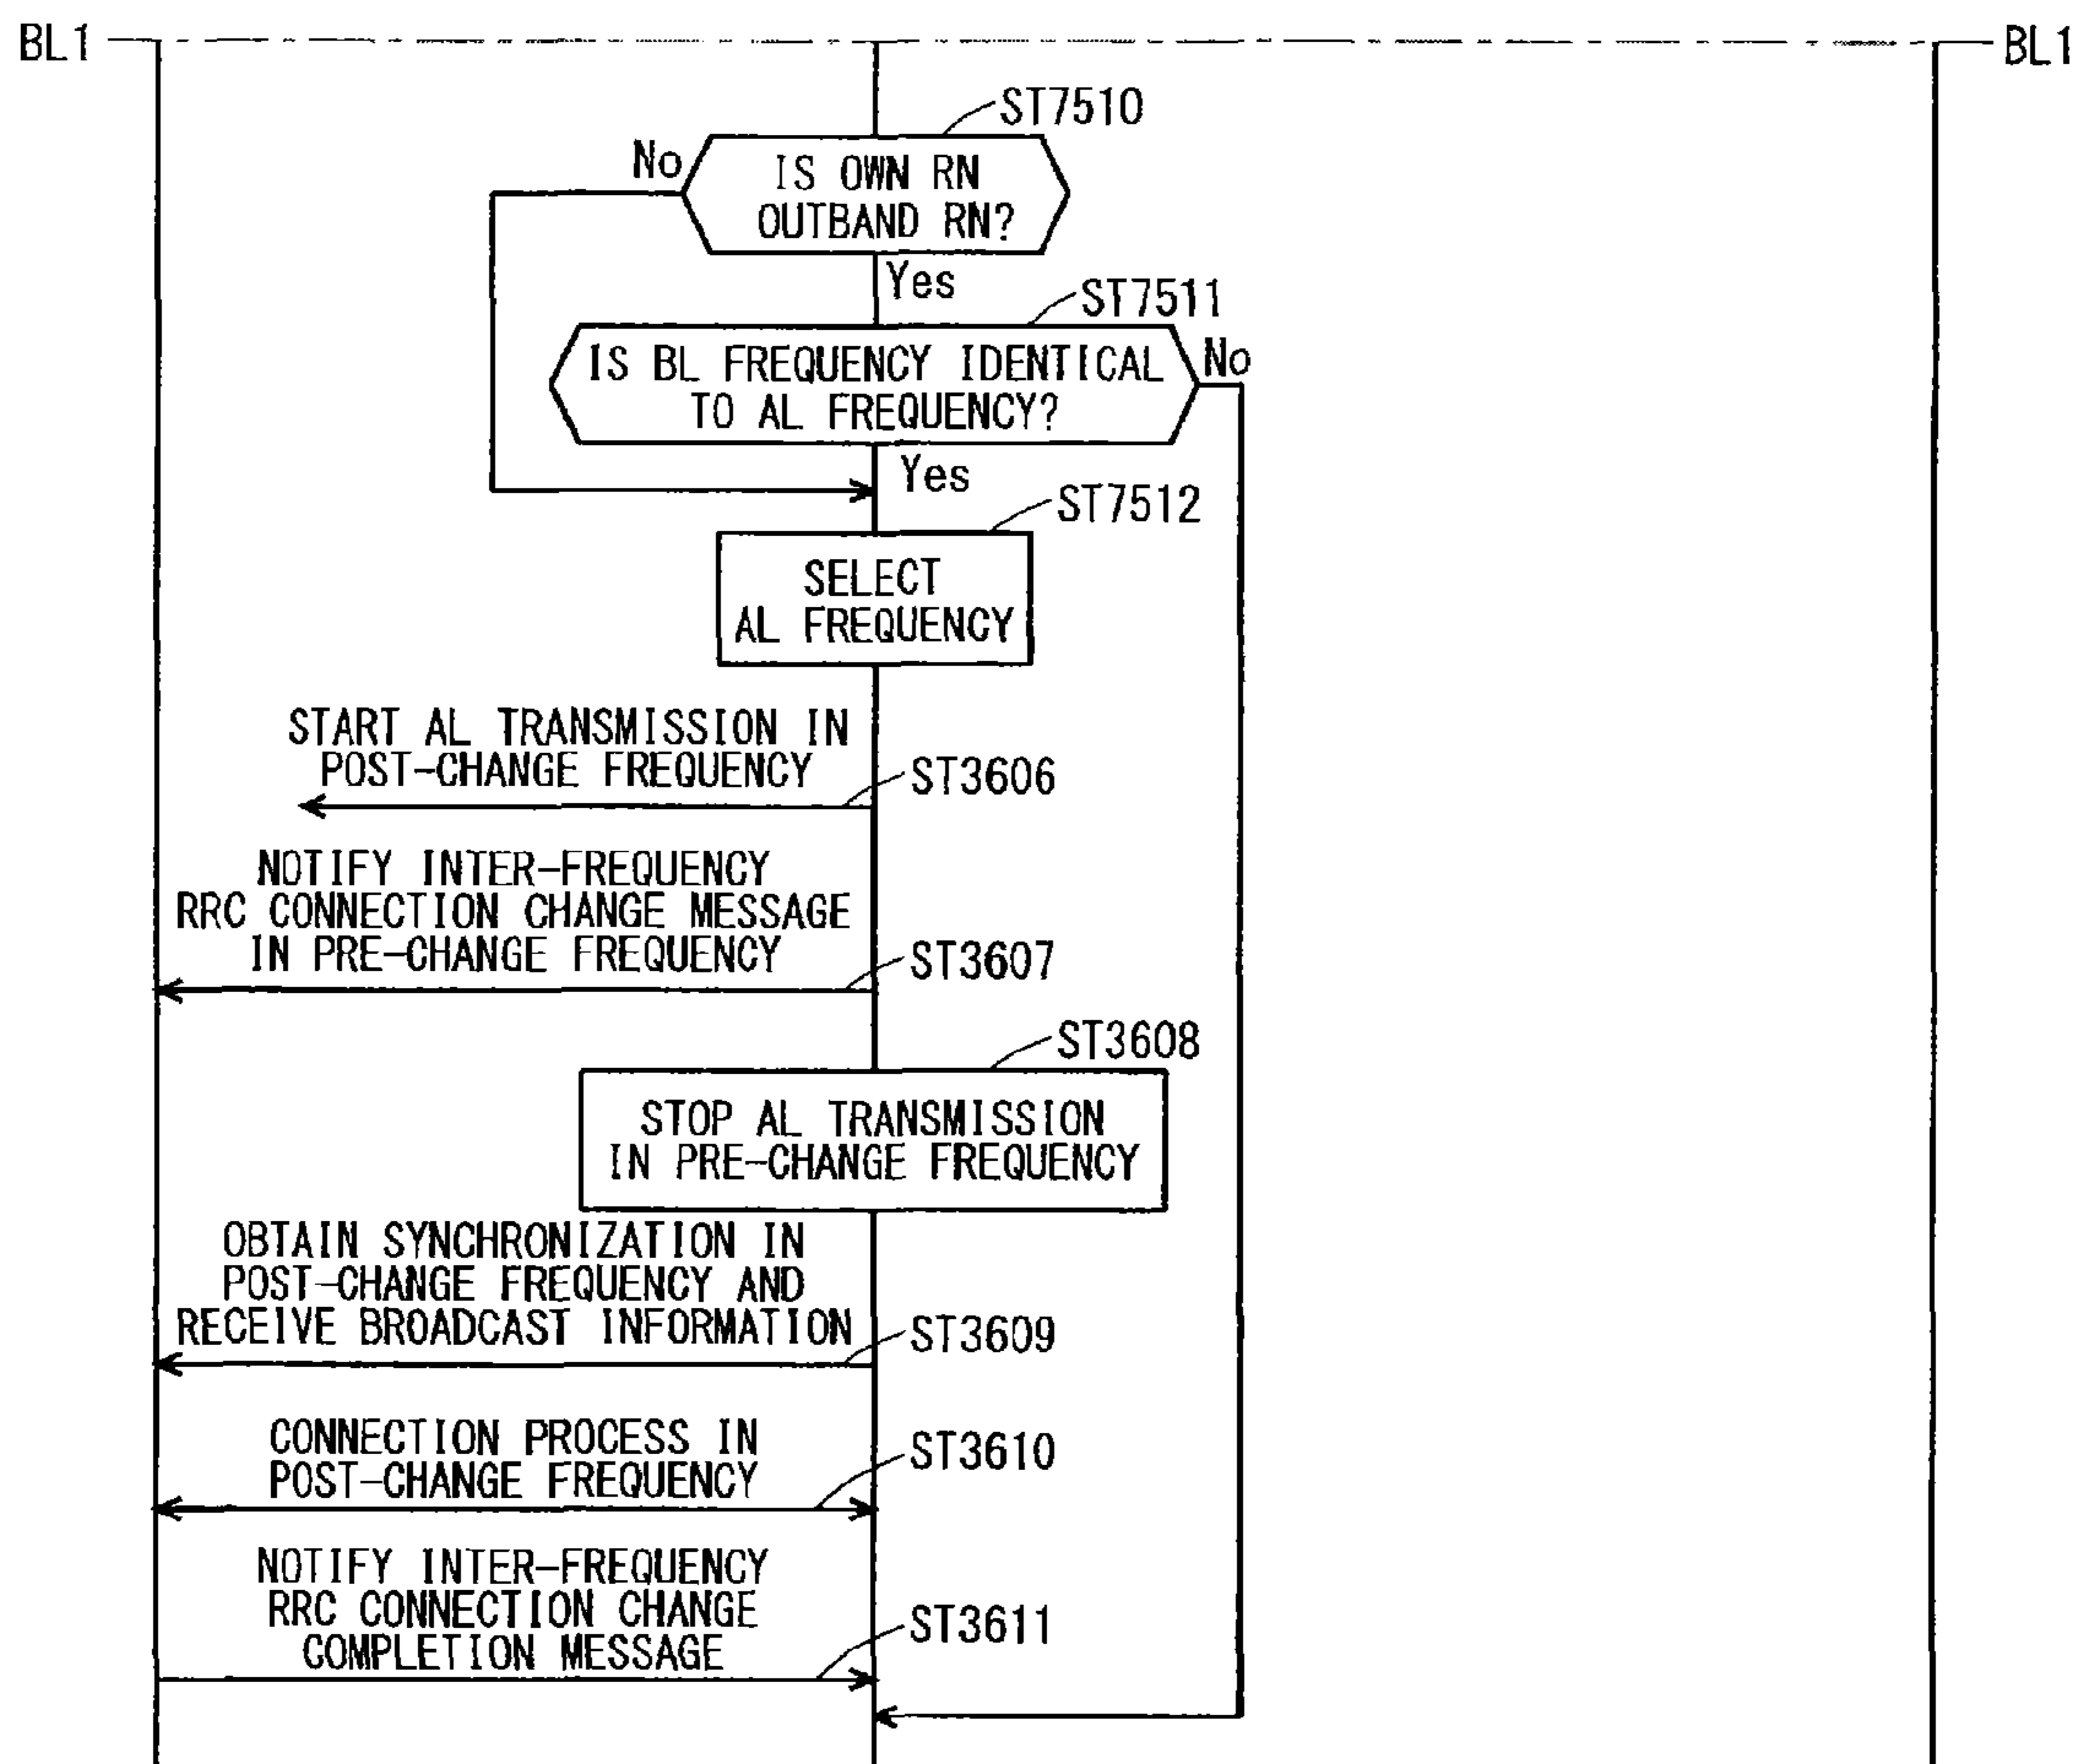 BL1
BL1
ST7510
No
IS OWN RN
OUTBAND RN?
Yes
ST7511
IS BL FREQUENCY IDENTICAL
TO AL FREQUENCY?
No
Yes
ST7512
SELECT
AL FREQUENCY
START AL TRANSMISSION IN
POST-CHANGE FREQUENCY
ST3606
NOTIFY INTER-FREQUENCY
RRC CONNECTION CHANGE MESSAGE
IN PRE-CHANGE FREQUENCY
ST3607
ST3608
STOP AL TRANSMISSION
IN PRE-CHANGE FREQUENCY
OBTAIN SYNCHRONIZATION IN
POST-CHANGE FREQUENCY AND
RECEIVE BROADCAST INFORMATION
ST3609
CONNECTION PROCESS IN
POST-CHANGE FREQUENCY
ST3610
NOTIFY INTER-FREQUENCY
RRC CONNECTION CHANGE
COMPLETION MESSAGE
ST3611